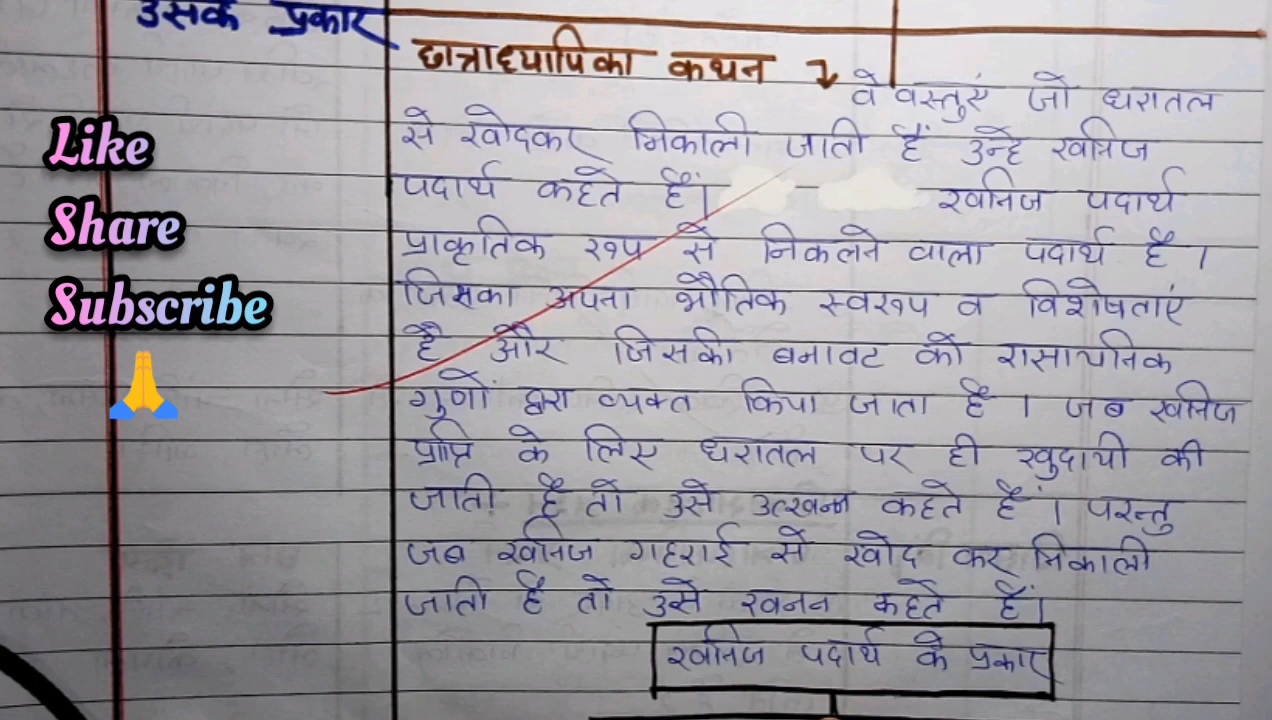 उसके प्रकार
छात्राध्यापिका कथन
वे वस्तुएं जो धरातल
से खोदकर निकाली जाती हैं उन्हे खनिज
पदार्थ कहते हैं। खनिज पदार्थ
प्राकृतिक रूप से निकलने वाला पदार्थ है ।
जिसका अपना भौतिक स्वरूप व विशेषताएं
है और जिसकी बनावट को रासायनिक
गुणों द्वारा व्यक्त किया जाता है । जब खनिज
प्राप्ति के लिए धरातल पर ही खुदायी की
जाती है तो उसे उत्खनन कहते हैं । परन्तु
जब खनिज गहराई से खोद कर निकाली
जाती है तो उसे खनन कहते हैं।
खनिज पदार्थ के प्रकार
Like
Share
Subscribe